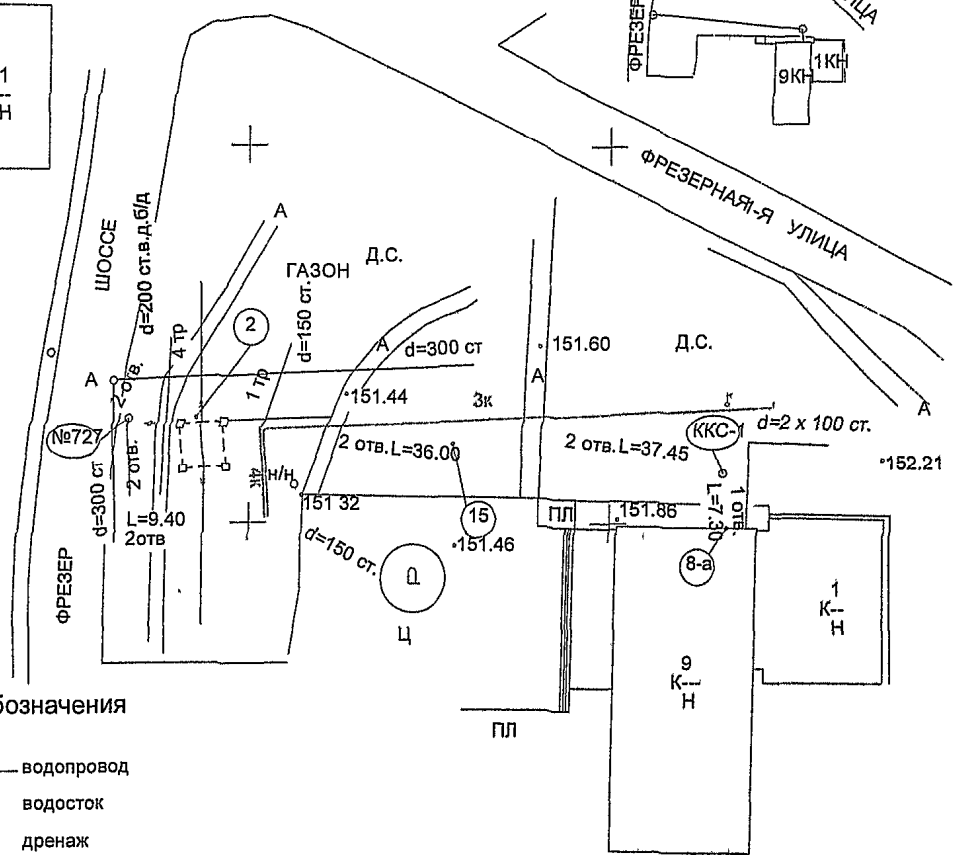 ФРЕЗЕР
ИЦА
1КН
9КН
1
--
Н
ФРЕЗЕРНАЯ1-Я УЛИЦА
ШОССЕ
d=200 ст.в.д.б/д
А
ГАЗОН
Д.С.
2
4 тр
d=150 ст.
151.60
Д.С.
А
d=300 ст
А
2 отв.
1 тр
А
151.44
3к
А
№727
ККС-1
d=2 x 100 ст.
2 отв.
2 отв. L=36.00
2 отв. L=37.45
152.21
d=300 ст
4к
н/н
L=7.30
1 отв.
151 32
L=9.40
2отв
15
ПЛ
151.86
d=150 ст.
151.46
8-а
ФРЕЗЕР
Ц
1
К--
Н
9
К---
Н
бозначения
ПЛ
водопровод
водосток
дренаж